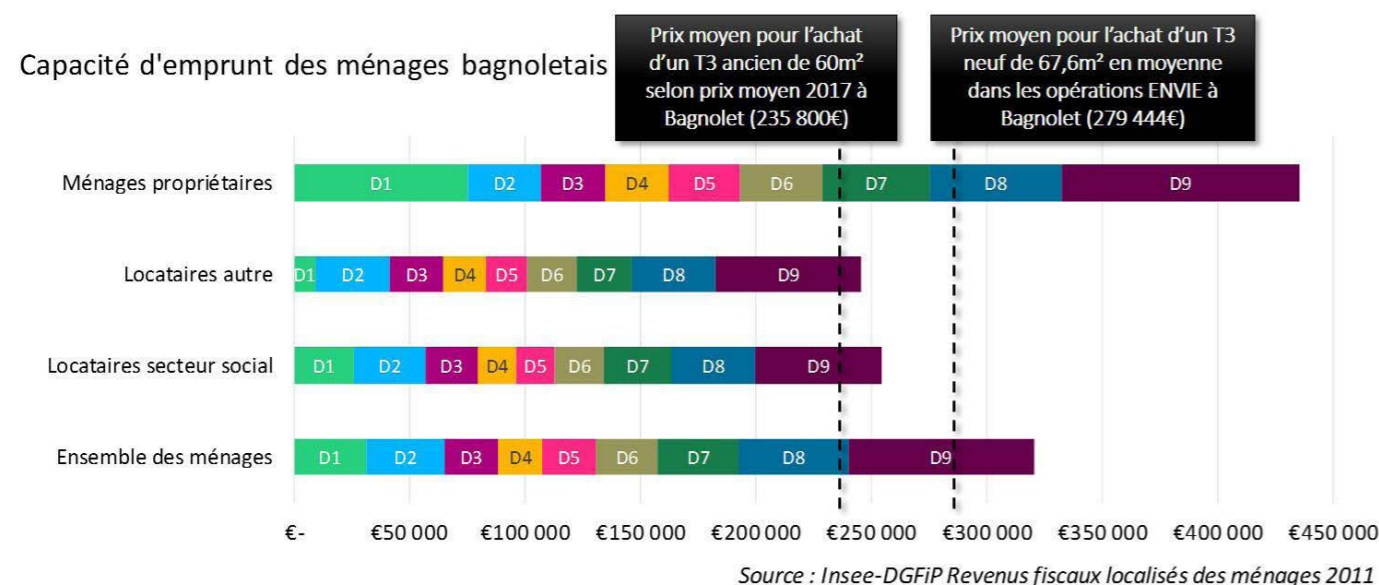 Capacité d'emprunt des ménages bagnoletais
Prix moyen pour l'achat
d'un T3 ancien de 60m²
selon prix moyen 2017 à
Bagnolet (235 800€)
Prix moyen pour l'achat d'un T3
neuf de 67,6m² en moyenne
dans les opérations ENVIE à
Bagnolet (279 444€)
Ménages propriétaires D1 D2 D3 D4 D5 D6 D7 D8 D9
Locataires autre D1 D2 D3 D4 D5 D6 D7 D8 D9
Locataires secteur social D1 D2 D3 D4 D5 D6 D7 D8 D9
Ensemble des ménages D1 D2 D3 D4 D5 D6 D7 D8 D9
€- €50 000 €100 000 €150 000 €200 000 €250 000 €300 000 €350 000 €400 000 €450 000
Source : Insee-DGFiP Revenus fiscaux localisés des ménages 2011